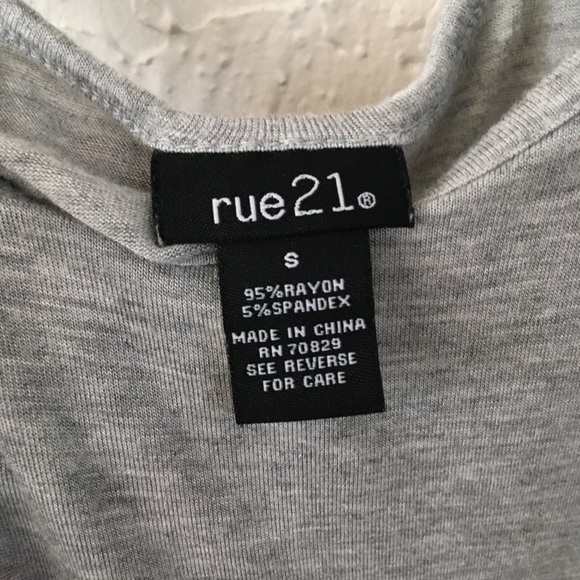 rue21®
S
95%RAYON
5%SPANDEX
MADE IN CHINA
RN 70829
SEE REVERSE
FOR CARE